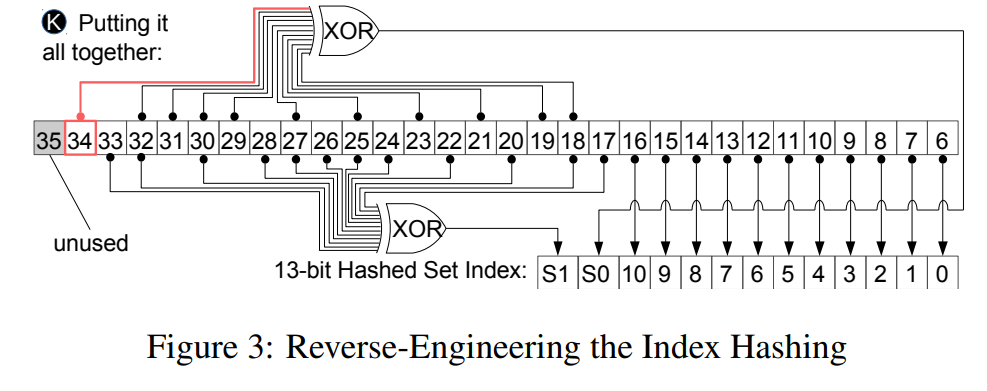 K Putting it
all together:
XOR
35 34 33 32 31 30 29 28 27 26 25 24 23 22 21 20 19 18 17 16 15 14 13 12 11 10 9 8 7 6
XOR
unused
13-bit Hashed Set Index: S1 S0 10 9 8 7 6 5 4 3 2 1 0
Figure 3: Reverse-Engineering the Index Hashing